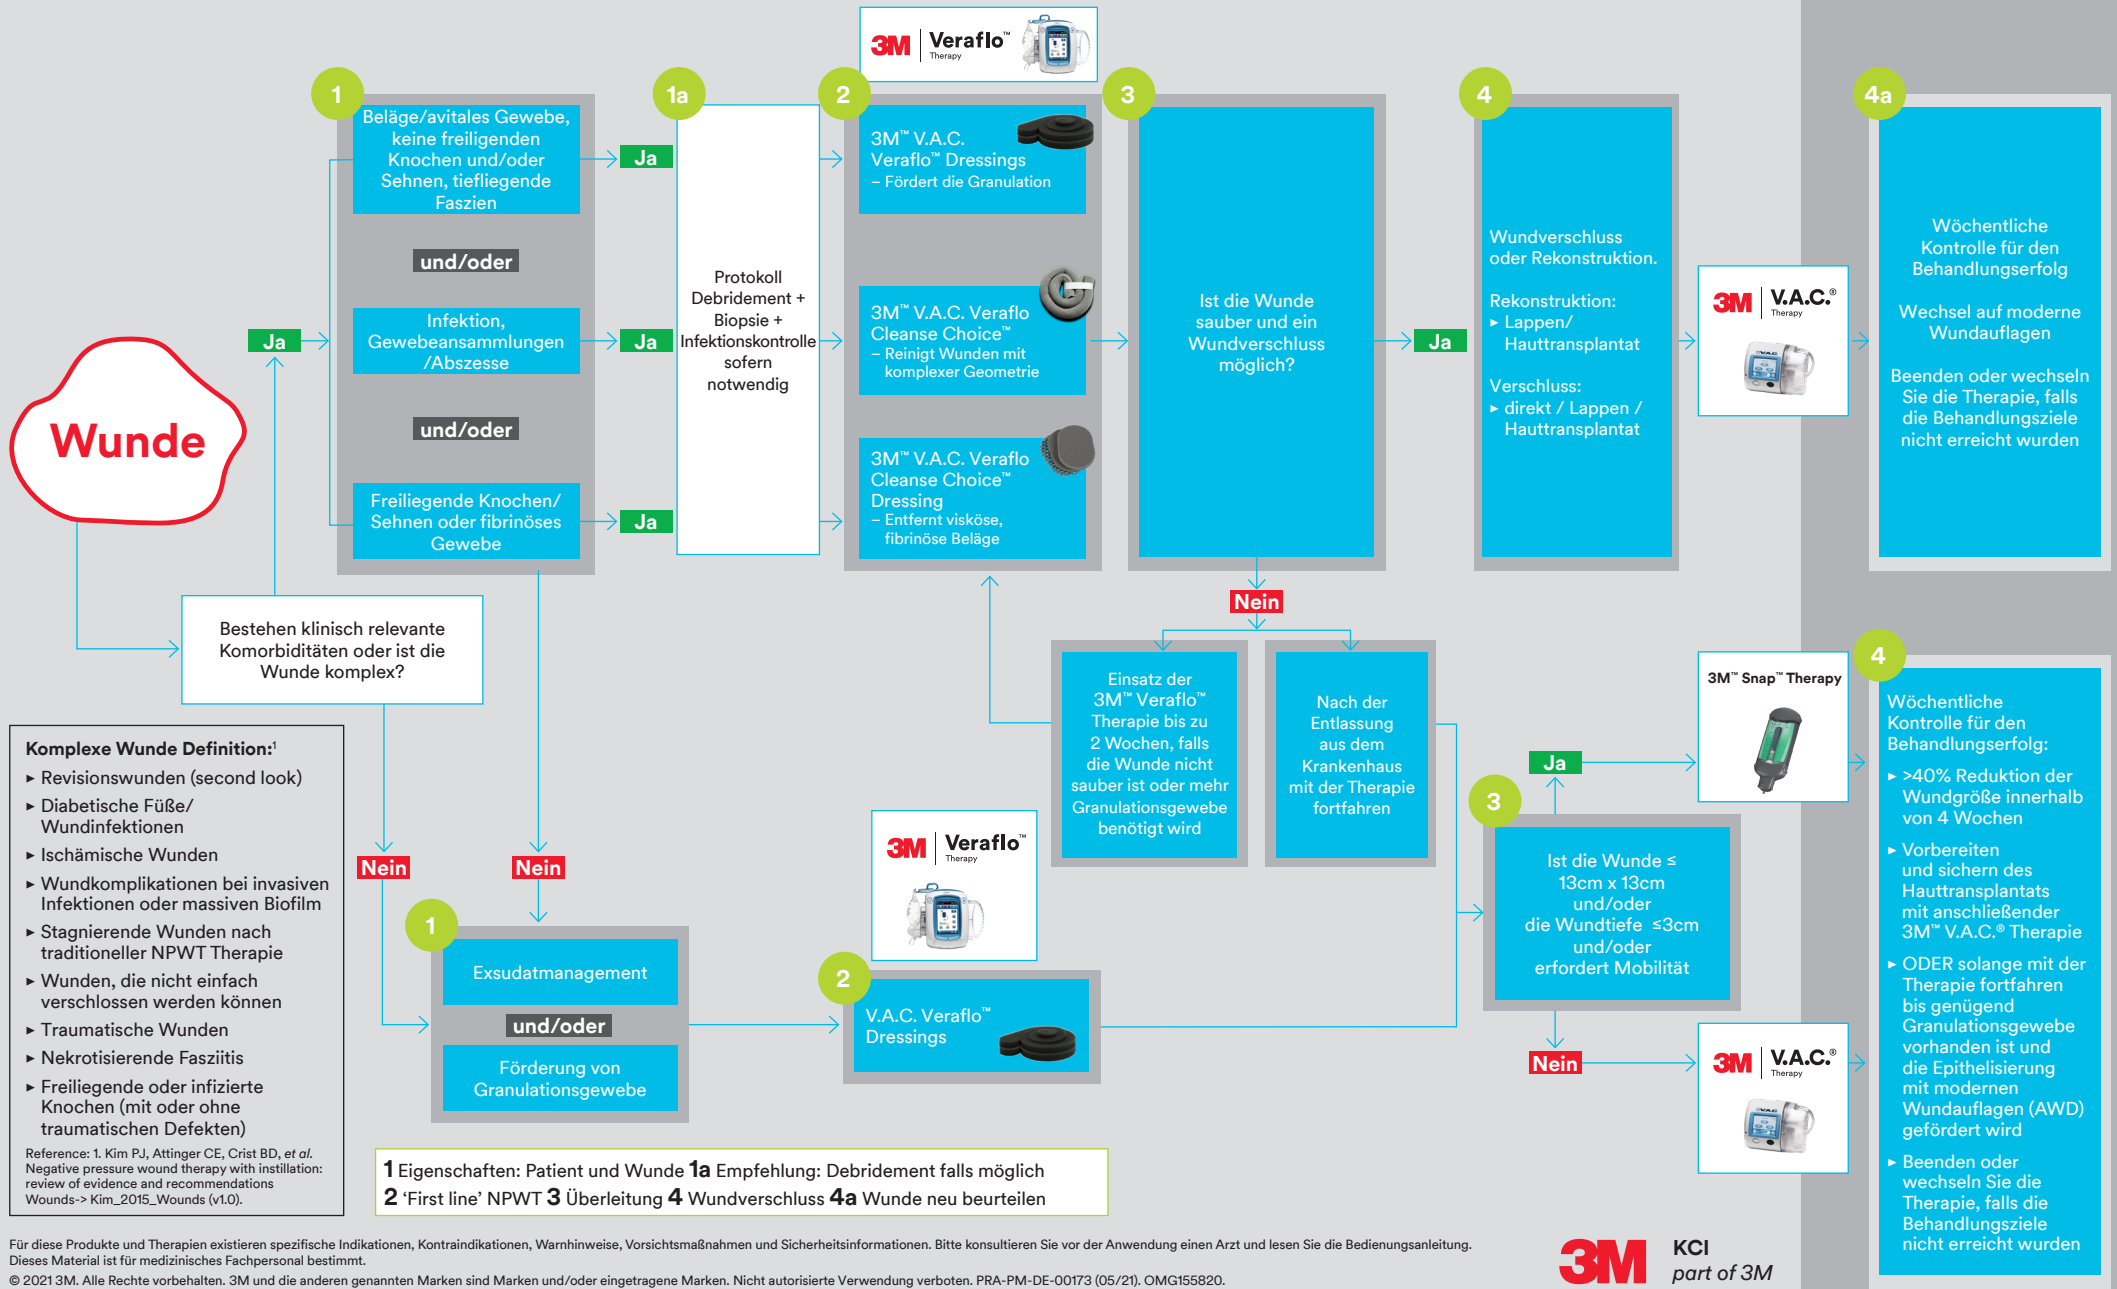 3M Veraflo™
Therapy
1
Beläge/avitales Gewebe,
keine freiligenden
Knochen und/oder
Sehnen, tiefliegende
Faszien
und/oder
Infektion,
Gewebeansammlungen
/Abszesse
und/oder
Freiliegende Knochen/
Sehnen oder fibrinöses
Gewebe
Ja
Ja
Ja
Ja
Wunde
Bestehen klinisch relevante
Komorbiditäten oder ist die
Wunde komplex?
1a
Protokoll
Debridement +
Biopsie +
Infektionskontrolle
sofern
notwendig
2
3M™ V.A.C.
Veraflo™ Dressings
– Fördert die Granulation
3M™ V.A.C. Veraflo
Cleanse Choice™
– Reinigt Wunden mit
komplexer Geometrie
3M™ V.A.C. Veraflo
Cleanse Choice™
Dressing
– Entfernt visköse,
fibrinöse Beläge
3
Ist die Wunde
sauber und ein
Wundverschluss
möglich?
Ja
4
Wundverschluss
oder Rekonstruktion.
Rekonstruktion:
▸ Lappen/
Hauttransplantat
Verschluss:
▸ direkt / Lappen /
Hauttransplantat
3M V.A.C.®
Therapy
4a
Wöchentliche
Kontrolle für den
Behandlungserfolg
Wechsel auf moderne
Wundauflagen
Beenden oder wechseln
Sie die Therapie, falls
die Behandlungsziele
nicht erreicht wurden
Nein
Einsatz der
3M™ Veraflo™
Therapie bis zu
2 Wochen, falls
die Wunde nicht
sauber ist oder mehr
Granulationsgewebe
benötigt wird
Nach der
Entlassung
aus dem
Krankenhaus
mit der Therapie
fortfahren
Komplexe Wunde Definition:¹
▸ Revisionswunden (second look)
▸ Diabetische Füße/
Wundinfektionen
▸ Ischämische Wunden
▸ Wundkomplikationen bei invasiven
Infektionen oder massiven Biofilm
▸ Stagnierende Wunden nach
traditioneller NPWT Therapie
▸ Wunden, die nicht einfach
verschlossen werden können
▸ Traumatische Wunden
▸ Nekrotisierende Fasziitis
▸ Freiliegende oder infizierte
Knochen (mit oder ohne
traumatischen Defekten)
Reference: 1. Kim PJ, Attinger CE, Crist BD, et al.
Negative pressure wound therapy with instillation:
review of evidence and recommendations
Wounds-> Kim_2015_Wounds (v1.0).
Nein
Nein
1
Exsudatmanagement
und/oder
Förderung von
Granulationsgewebe
3M Veraflo™
Therapy
2
V.A.C. Veraflo™
Dressings
3
Ist die Wunde ≤
13cm x 13cm
und/oder
die Wundtiefe ≤3cm
und/oder
erfordert Mobilität
Ja
Nein
3M™ Snap™ Therapy
3M V.A.C.®
Therapy
4
Wöchentliche
Kontrolle für den
Behandlungserfolg:
▸ >40% Reduktion der
Wundgröße innerhalb
von 4 Wochen
▸ Vorbereiten
und sichern des
Hauttransplantats
mit anschließender
3M™ V.A.C.® Therapie
▸ ODER solange mit der
Therapie fortfahren
bis genügend
Granulationsgewebe
vorhanden ist und
die Epithelisierung
mit modernen
Wundauflagen (AWD)
gefördert wird
▸ Beenden oder
wechseln Sie die
Therapie, falls die
Behandlungsziele
nicht erreicht wurden
1 Eigenschaften: Patient und Wunde 1a Empfehlung: Debridement falls möglich
2 ‘First line’ NPWT 3 Überleitung 4 Wundverschluss 4a Wunde neu beurteilen
Für diese Produkte und Therapien existieren spezifische Indikationen, Kontraindikationen, Warnhinweise, Vorsichtsmaßnahmen und Sicherheitsinformationen. Bitte konsultieren Sie vor der Anwendung einen Arzt und lesen Sie die Bedienungsanleitung.
Dieses Material ist für medizinisches Fachpersonal bestimmt.
© 2021 3M. Alle Rechte vorbehalten. 3M und die anderen genannten Marken sind Marken und/oder eingetragene Marken. Nicht autorisierte Verwendung verboten. PRA-PM-DE-00173 (05/21). OMG155820.
3M
KCI
part of 3M